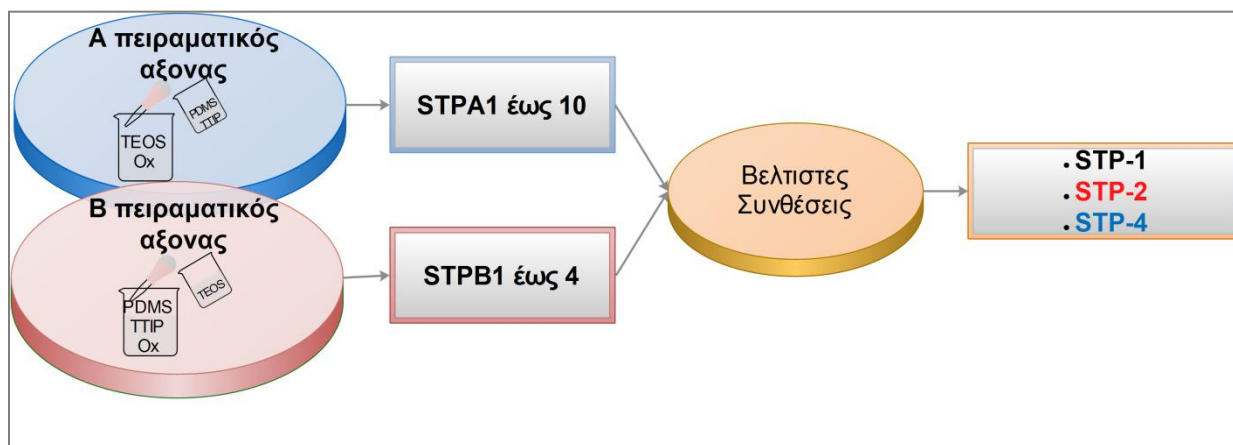 Α πειραματικός
αξονας
PDMS
TTIP
TEOS
Ox
STPA1 έως 10
Β πειραματικός
αξονας
TEOS
PDMS
TTIP
Ox
STPB1 έως 4
Βελτιστες
Συνθέσεις
. STP-1
. STP-2
. STP-4